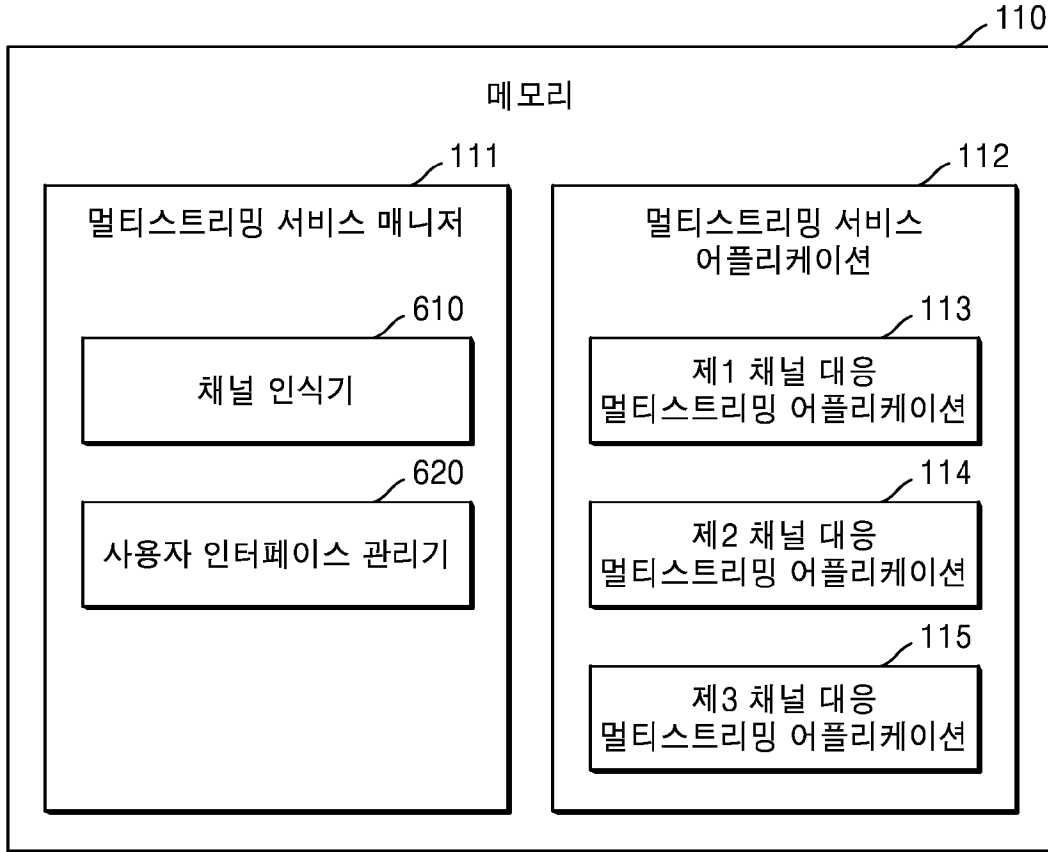 110
메모리
111
멀티스트리밍 서비스 매니저
610
채널 인식기
620
사용자 인터페이스 관리기
112
멀티스트리밍 서비스
어플리케이션
113
제1 채널 대응
멀티스트리밍 어플리케이션
114
제2 채널 대응
멀티스트리밍 어플리케이션
115
제3 채널 대응
멀티스트리밍 어플리케이션